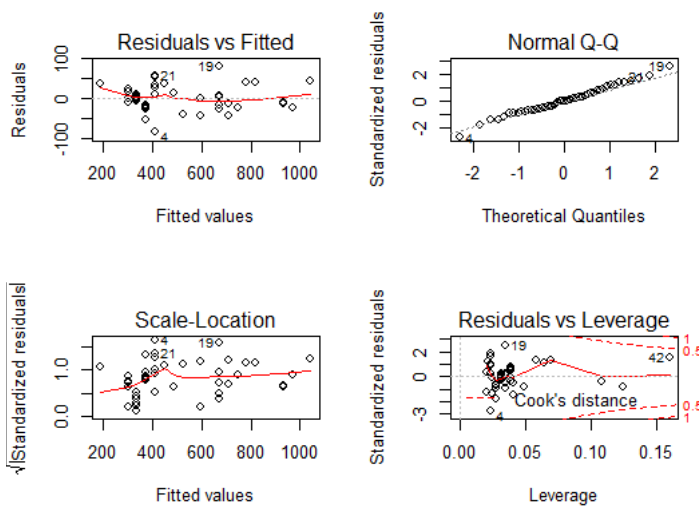 Residuals vs Fitted
Residuals
-100 0 100
19
21
4
200 400 600 800 1000
Fitted values
Normal Q-Q
Standardized residuals
-2 0 2
19
21
4
-2 -1 0 1 2
Theoretical Quantiles
Scale-Location
√|Standardized residuals|
0.0 1.0
4
19
21
200 400 600 800 1000
Fitted values
Residuals vs Leverage
Standardized residuals
-3 0 2
19
42
4
Cook's distance
1
0.5
0.5
1
0.00 0.05 0.10 0.15
Leverage